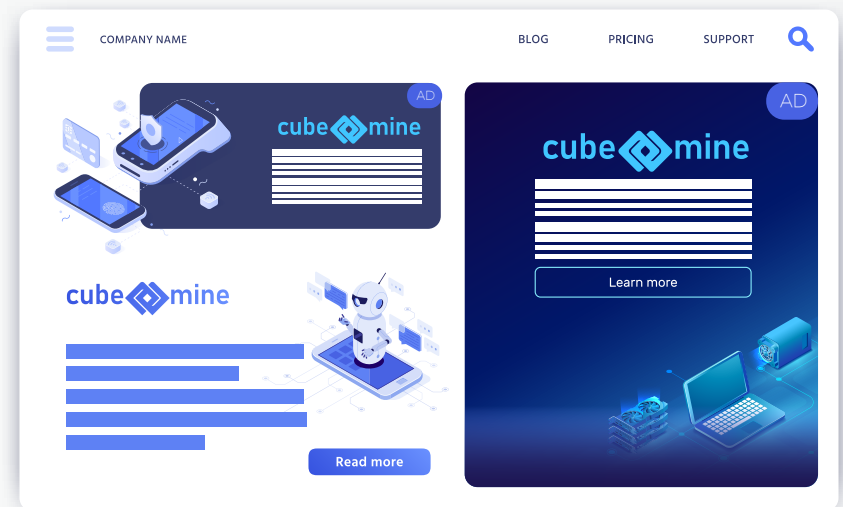 COMPANY NAME
BLOG PRICING SUPPORT
AD
cube mine
AD
cube mine
Learn more
cube mine
Read more